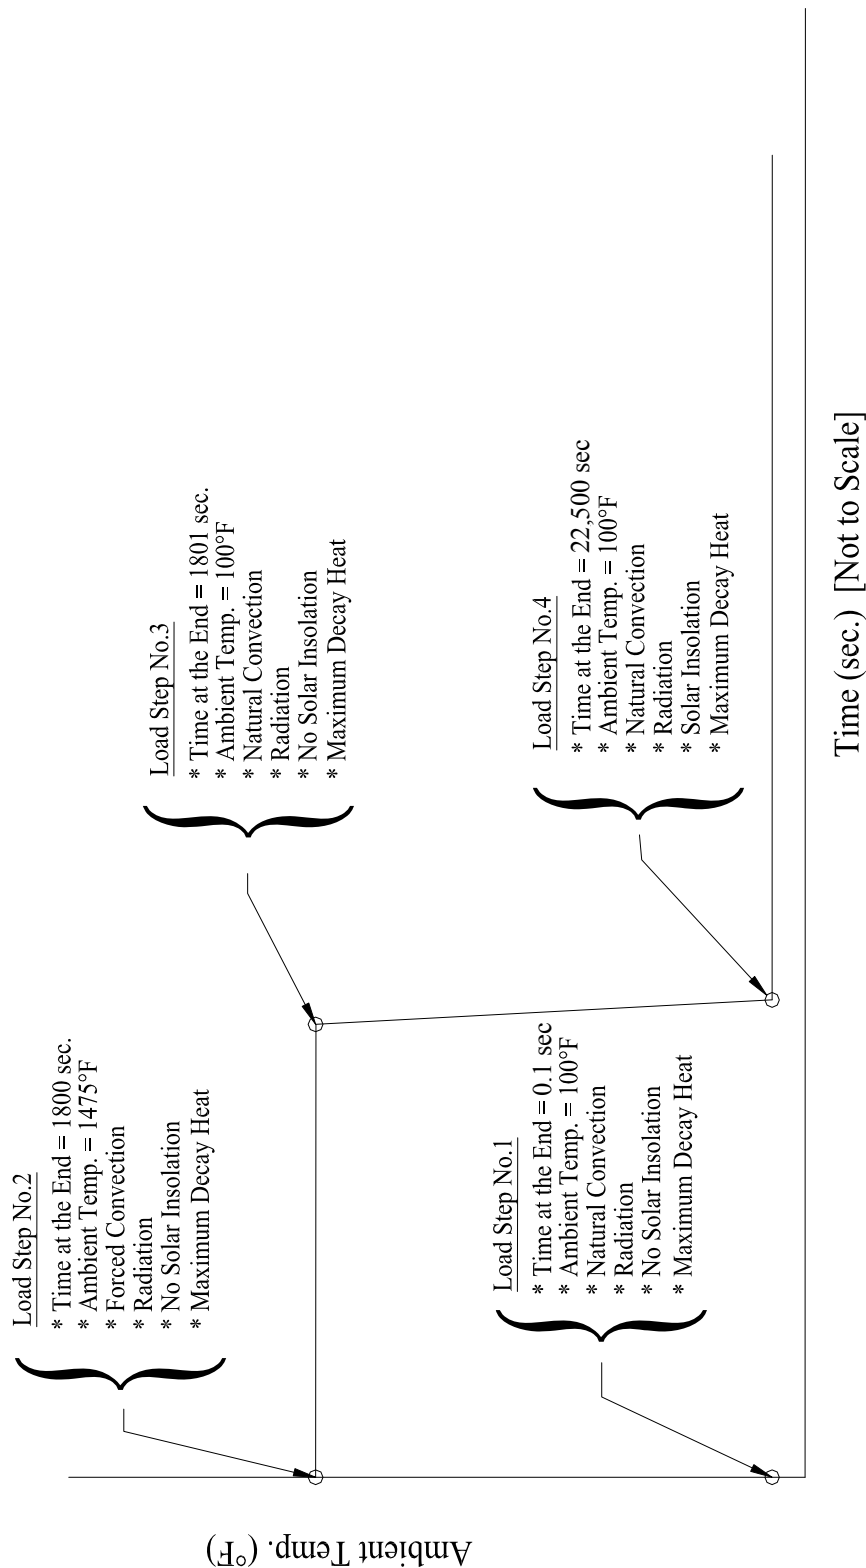 Load Step No.2
* Time at the End = 1800 sec.
* Ambient Temp. = 1475°F
* Forced Convection
* Radiation
* No Solar Insolation
* Maximum Decay Heat
Load Step No.3
* Time at the End = 1801 sec.
* Ambient Temp. = 100°F
* Natural Convection
* Radiation
* No Solar Insolation
* Maximum Decay Heat
Load Step No.1
* Time at the End = 0.1 sec
* Ambient Temp. = 100°F
* Natural Convection
* Radiation
* No Solar Insolation
* Maximum Decay Heat
Load Step No.4
* Time at the End = 22,500 sec
* Ambient Temp. = 100°F
* Natural Convection
* Radiation
* Solar Insolation
* Maximum Decay Heat
Ambient Temp. (°F)
Time (sec.) [Not to Scale]